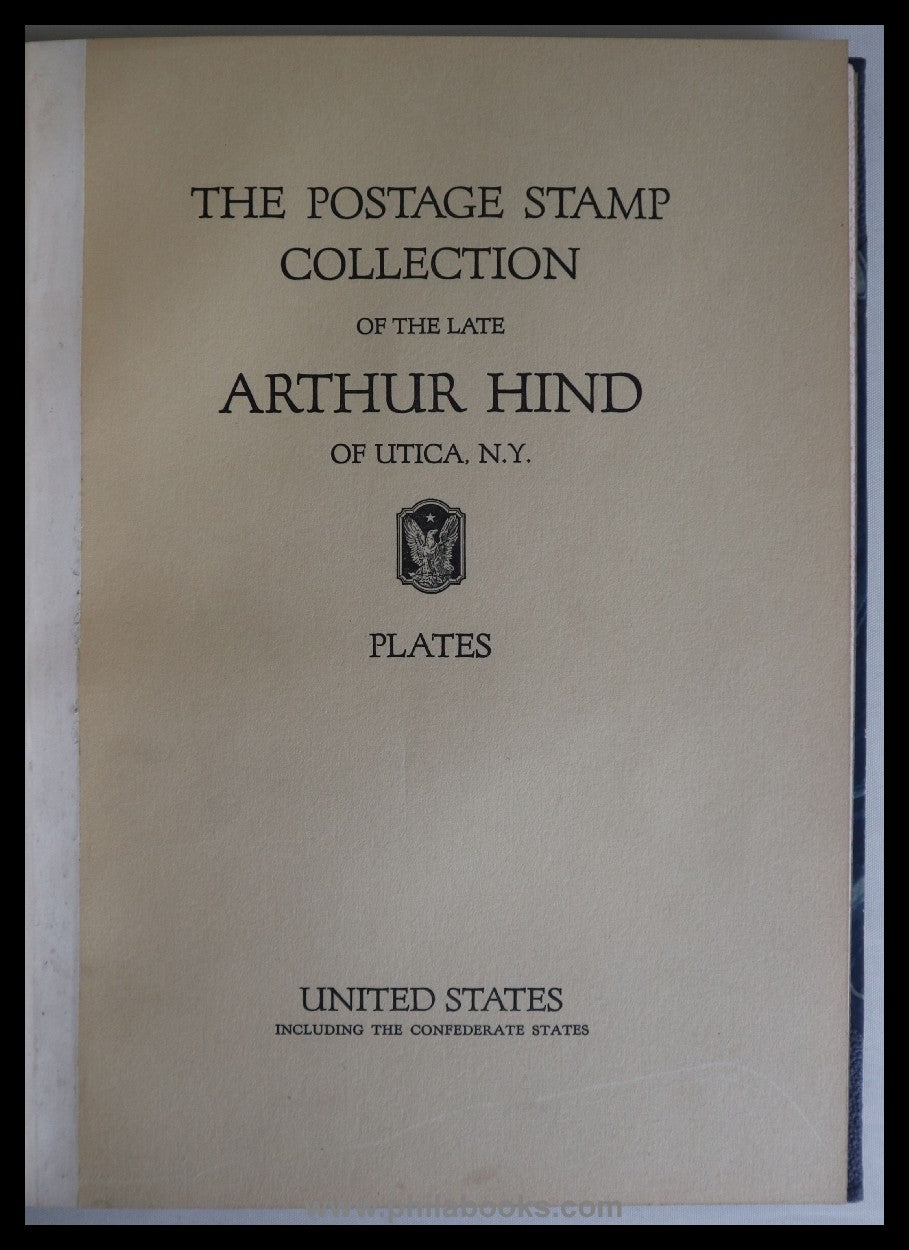 THE POSTAGE STAMP
COLLECTION
OF THE LATE
ARTHUR HIND
OF UTICA, N.Y.
PLATES
UNITED STATES
INCLUDING THE CONFEDERATE STATES
www.philabooks.com